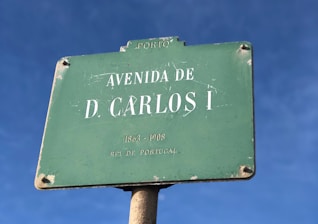 PORTO
AVENIDA DE
D. CARLOS I
1863 - 1908
REI DE PORTUGAL